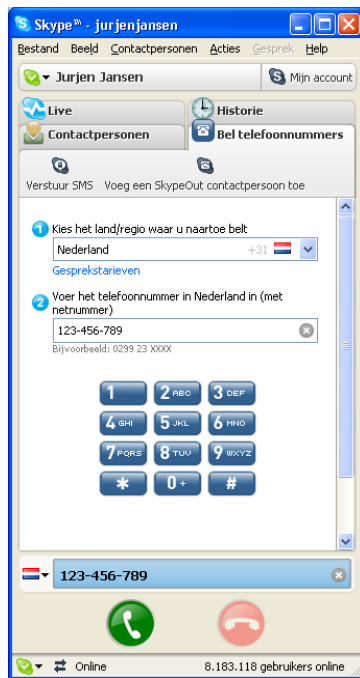 Skype™ - jurjenjansen
Bestand Beeld Contactpersonen Acties Gesprek Help
Jurjen Jansen Mijn account
Live Historie
Contactpersonen Bel telefoonnummers
Verstuur SMS Voeg een SkypeOut contactpersoon toe
1 Kies het land/regio waar u naartoe belt
Nederland +31
Gesprekstarieven
2 Voer het telefoonnummer in Nederland in (met
netnummer)
123-456-789
Bijvoorbeeld: 0299 23 XXXX
1 2 ABC 3 DEF
4 GHI 5 JKL 6 MNO
7 PQRS 8 TUV 9 WXYZ
* 0 + #
123-456-789
Online 8.183.118 gebruikers online